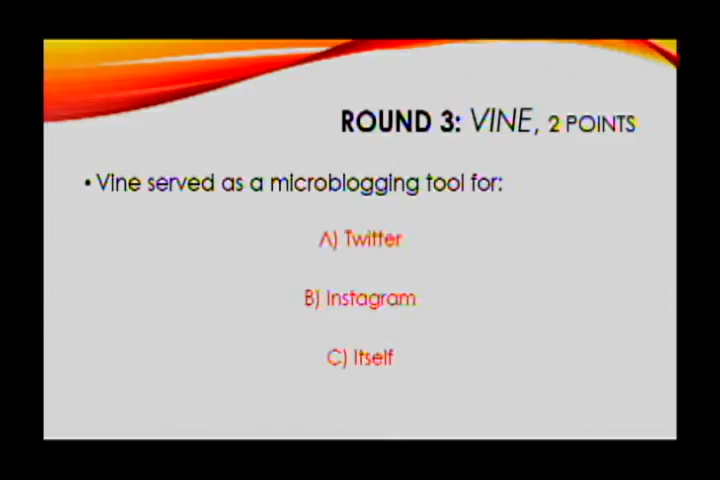 ROUND 3: VINE, 2 POINTS
• Vine served as a microblogging tool for:
A) Twitter
B) Instagram
C) Itself